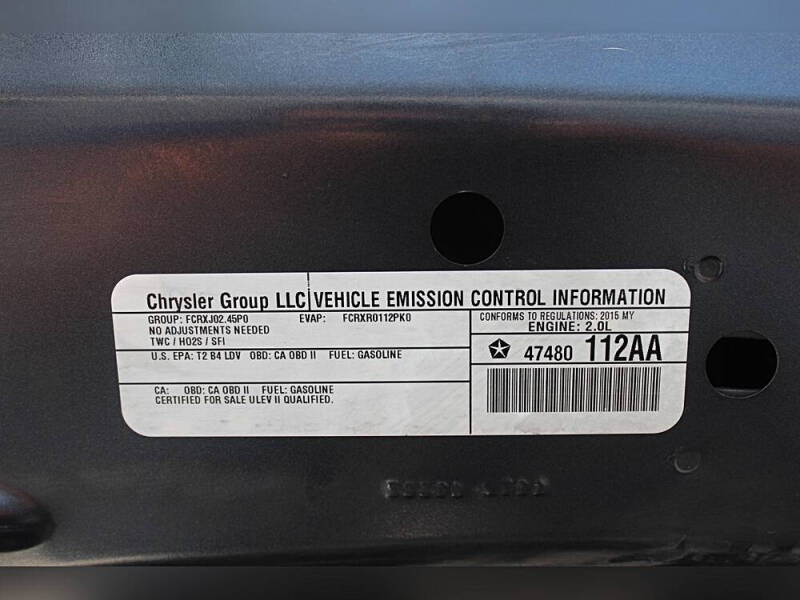 Chrysler Group LLC VEHICLE EMISSION CONTROL INFORMATION
GROUP: FCRXJ02.45P0 EVAP: FCRXR0112PK0
NO ADJUSTMENTS NEEDED
TWC / HO2S / SFI
CONFORMS TO REGULATIONS: 2015 MY
ENGINE: 2.0L
U.S. EPA: T2 B4 LDV OBD: CA OBD II FUEL: GASOLINE
47480 112AA
CA: OBD: CA OBD II FUEL: GASOLINE
CERTIFIED FOR SALE ULEV II QUALIFIED.